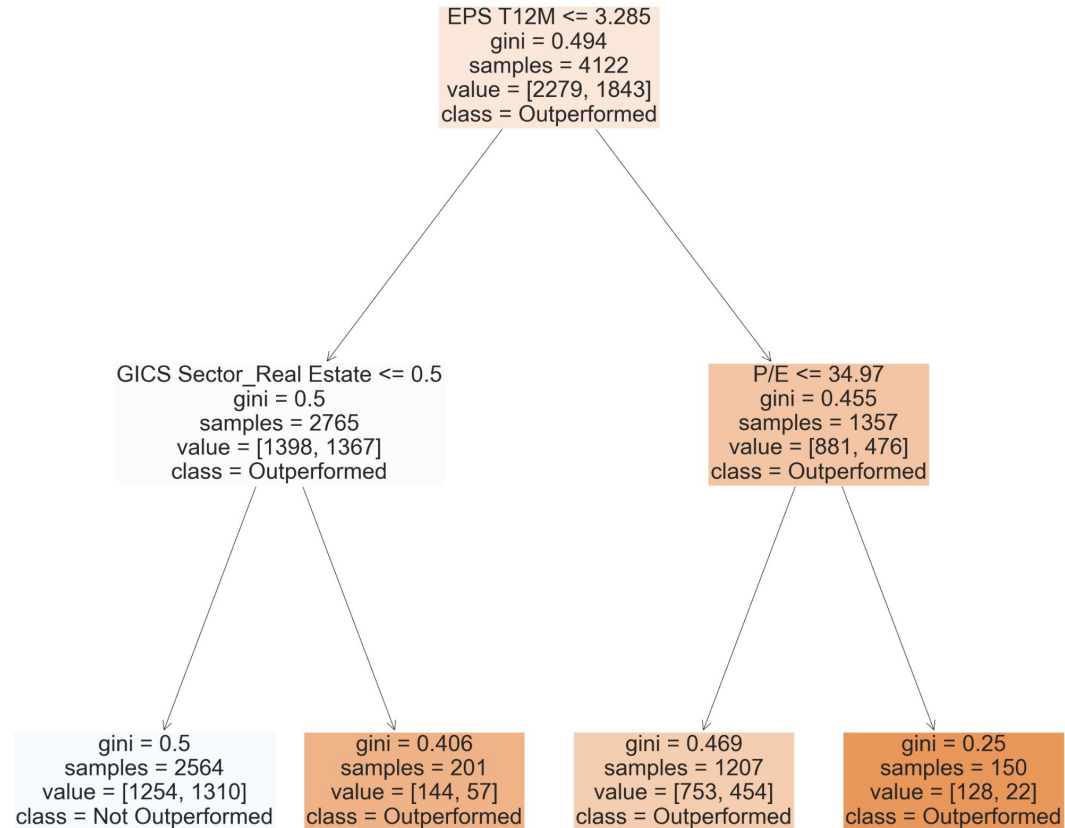 EPS T12M <= 3.285
gini = 0.494
samples = 4122
value = [2279, 1843]
class = Outperformed
GICS Sector_Real Estate <= 0.5
gini = 0.5
samples = 2765
value = [1398, 1367]
class = Outperformed
P/E <= 34.97
gini = 0.455
samples = 1357
value = [881, 476]
class = Outperformed
gini = 0.5
samples = 2564
value = [1254, 1310]
class = Not Outperformed
gini = 0.406
samples = 201
value = [144, 57]
class = Outperformed
gini = 0.469
samples = 1207
value = [753, 454]
class = Outperformed
gini = 0.25
samples = 150
value = [128, 22]
class = Outperformed